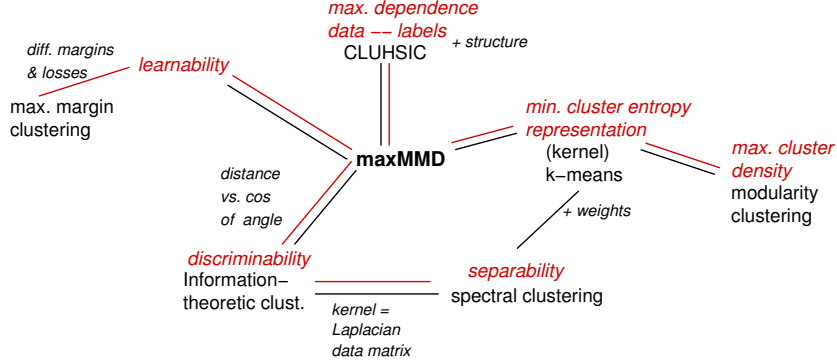 max. dependence
data −− labels
CLUHSIC
+ structure
diff. margins
& losses
learnability
max. margin
clustering
min. cluster entropy
representation
(kernel)
k−means
max. cluster
density
modularity
clustering
maxMMD
distance
vs. cos
of angle
+ weights
discriminability
Information−
theoretic clust.
separability
spectral clustering
kernel =
Laplacian
data matrix